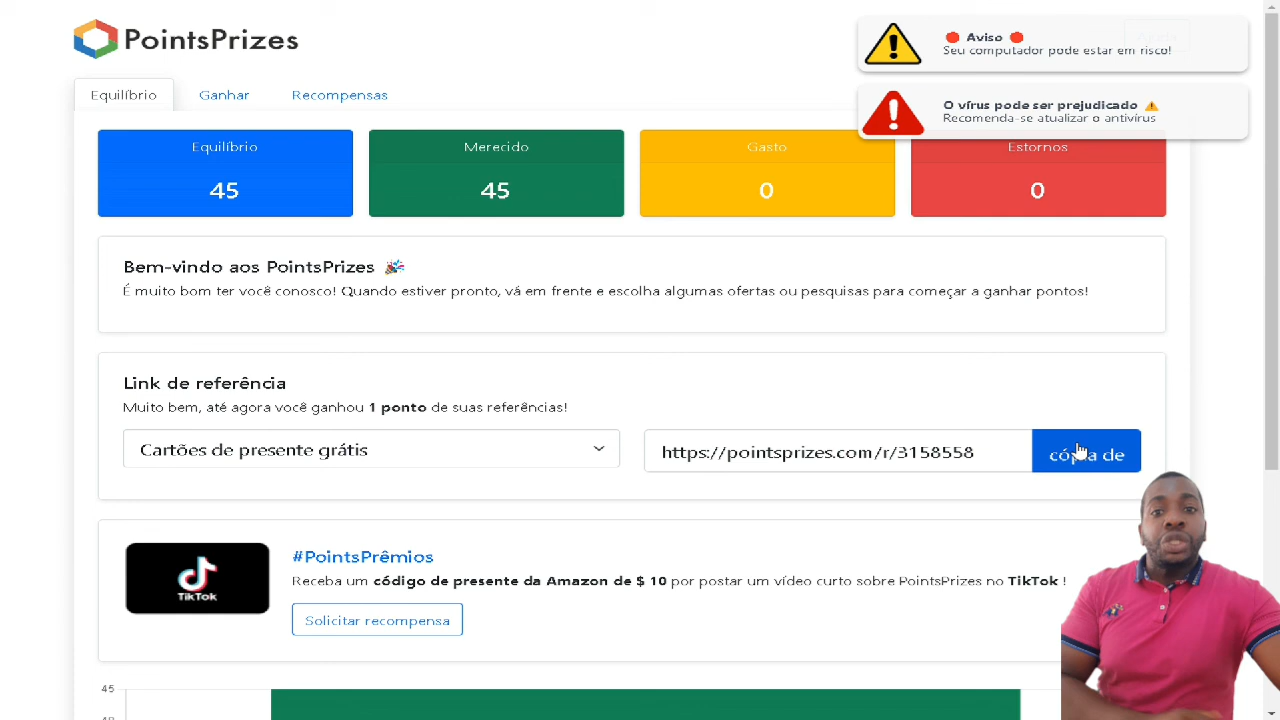 PointsPrizes
Aviso
Seu computador pode estar em risco!
O vírus pode ser prejudicado
Recomenda-se atualizar o antivírus
Equilíbrio
Ganhar
Recompensas
Equilíbrio
Merecido
Gasto
Estornos
45
45
0
0
Bem-vindo aos PointsPrizes
É muito bom ter você conosco! Quando estiver pronto, vá em frente e escolha algumas ofertas ou pesquisas para começar a ganhar pontos!
Link de referência
Muito bem, até agora você ganhou 1 ponto de suas referências!
Cartões de presente grátis
https://pointsprizes.com/r/3158558
cópia de
TikTok
#PointsPrêmios
Receba um código de presente da Amazon de $ 10 por postar um vídeo curto sobre PointsPrizes no TikTok !
Solicitar recompensa
45